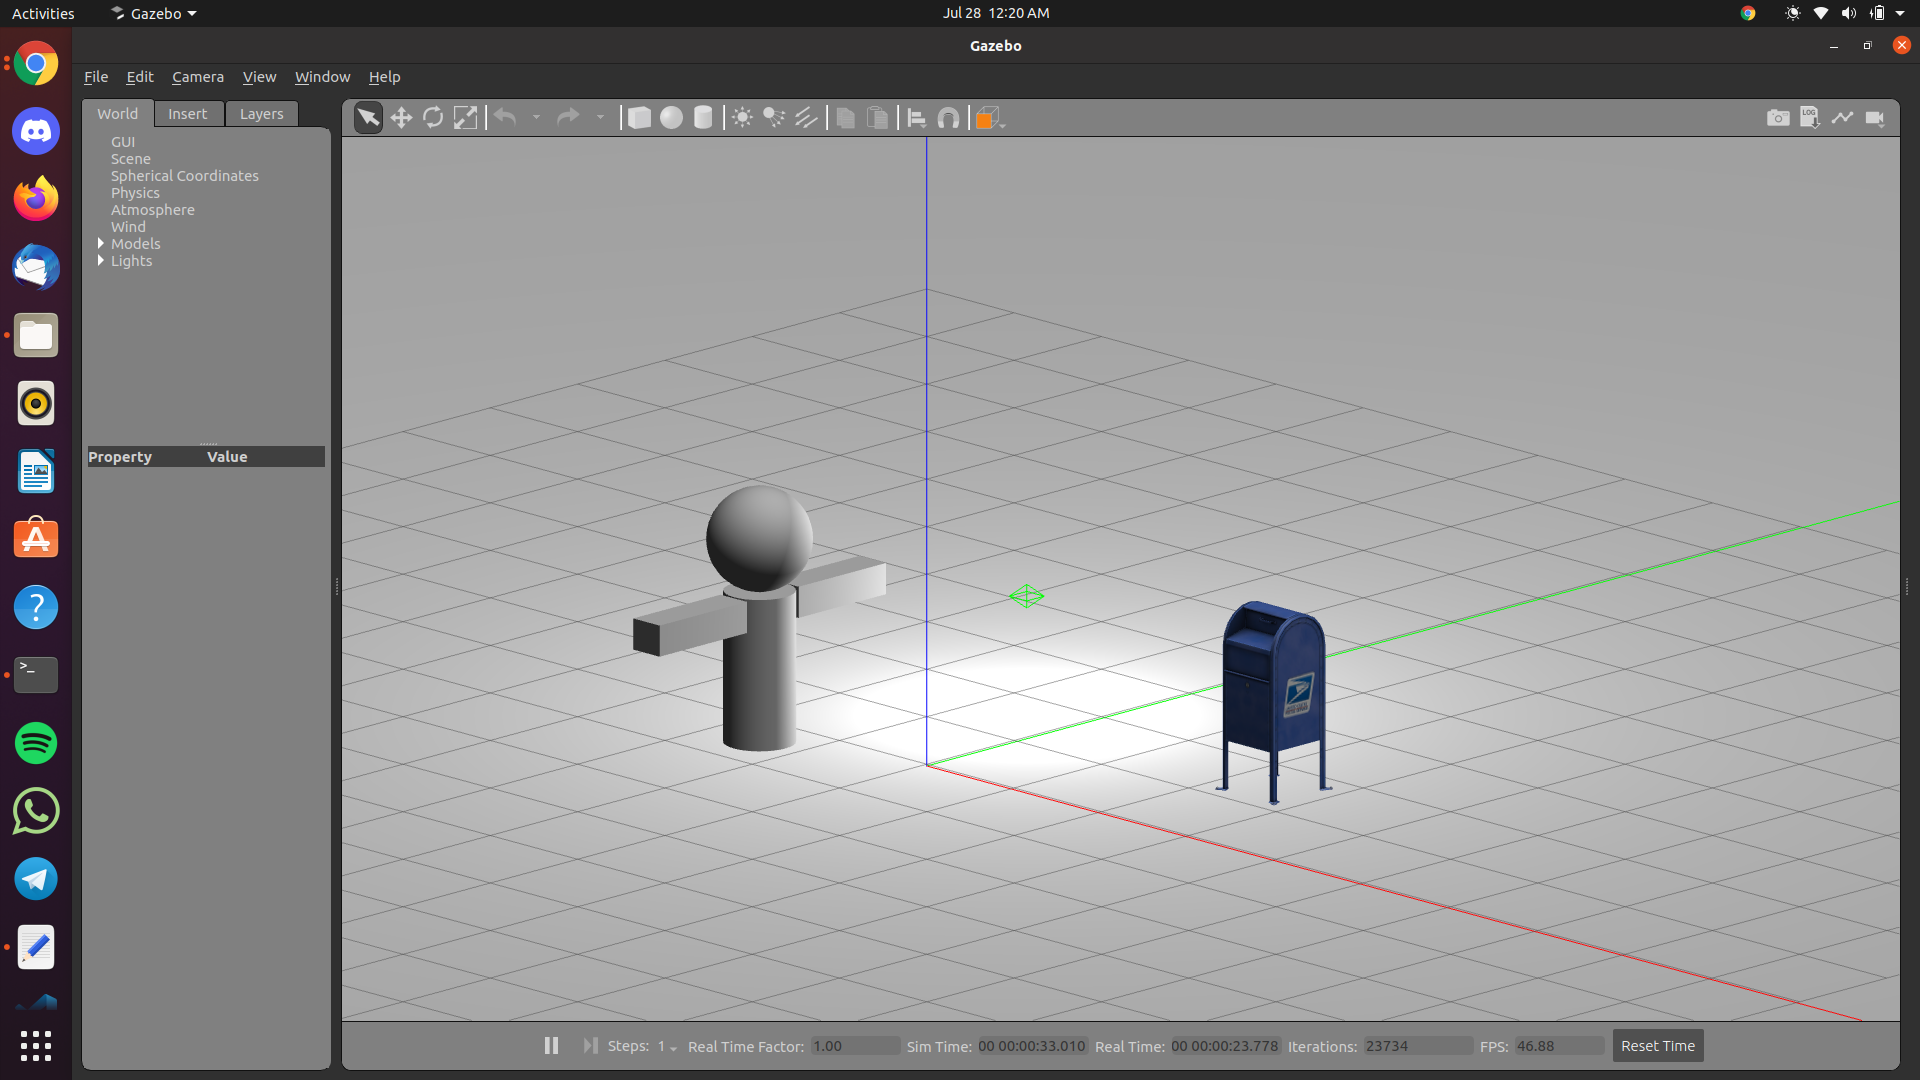 Activities Gazebo Jul 28 12:20 AM
Gazebo
File Edit Camera View Window Help
World Insert Layers
LOG
GUI
Scene
Spherical Coordinates
Physics
Atmosphere
Wind
Models
Lights
Property Value
>_
Steps: 1 Real Time Factor: 1.00 Sim Time: 00 00:00:33.010 Real Time: 00 00:00:23.778 Iterations: 23734 FPS: 46.88 Reset Time